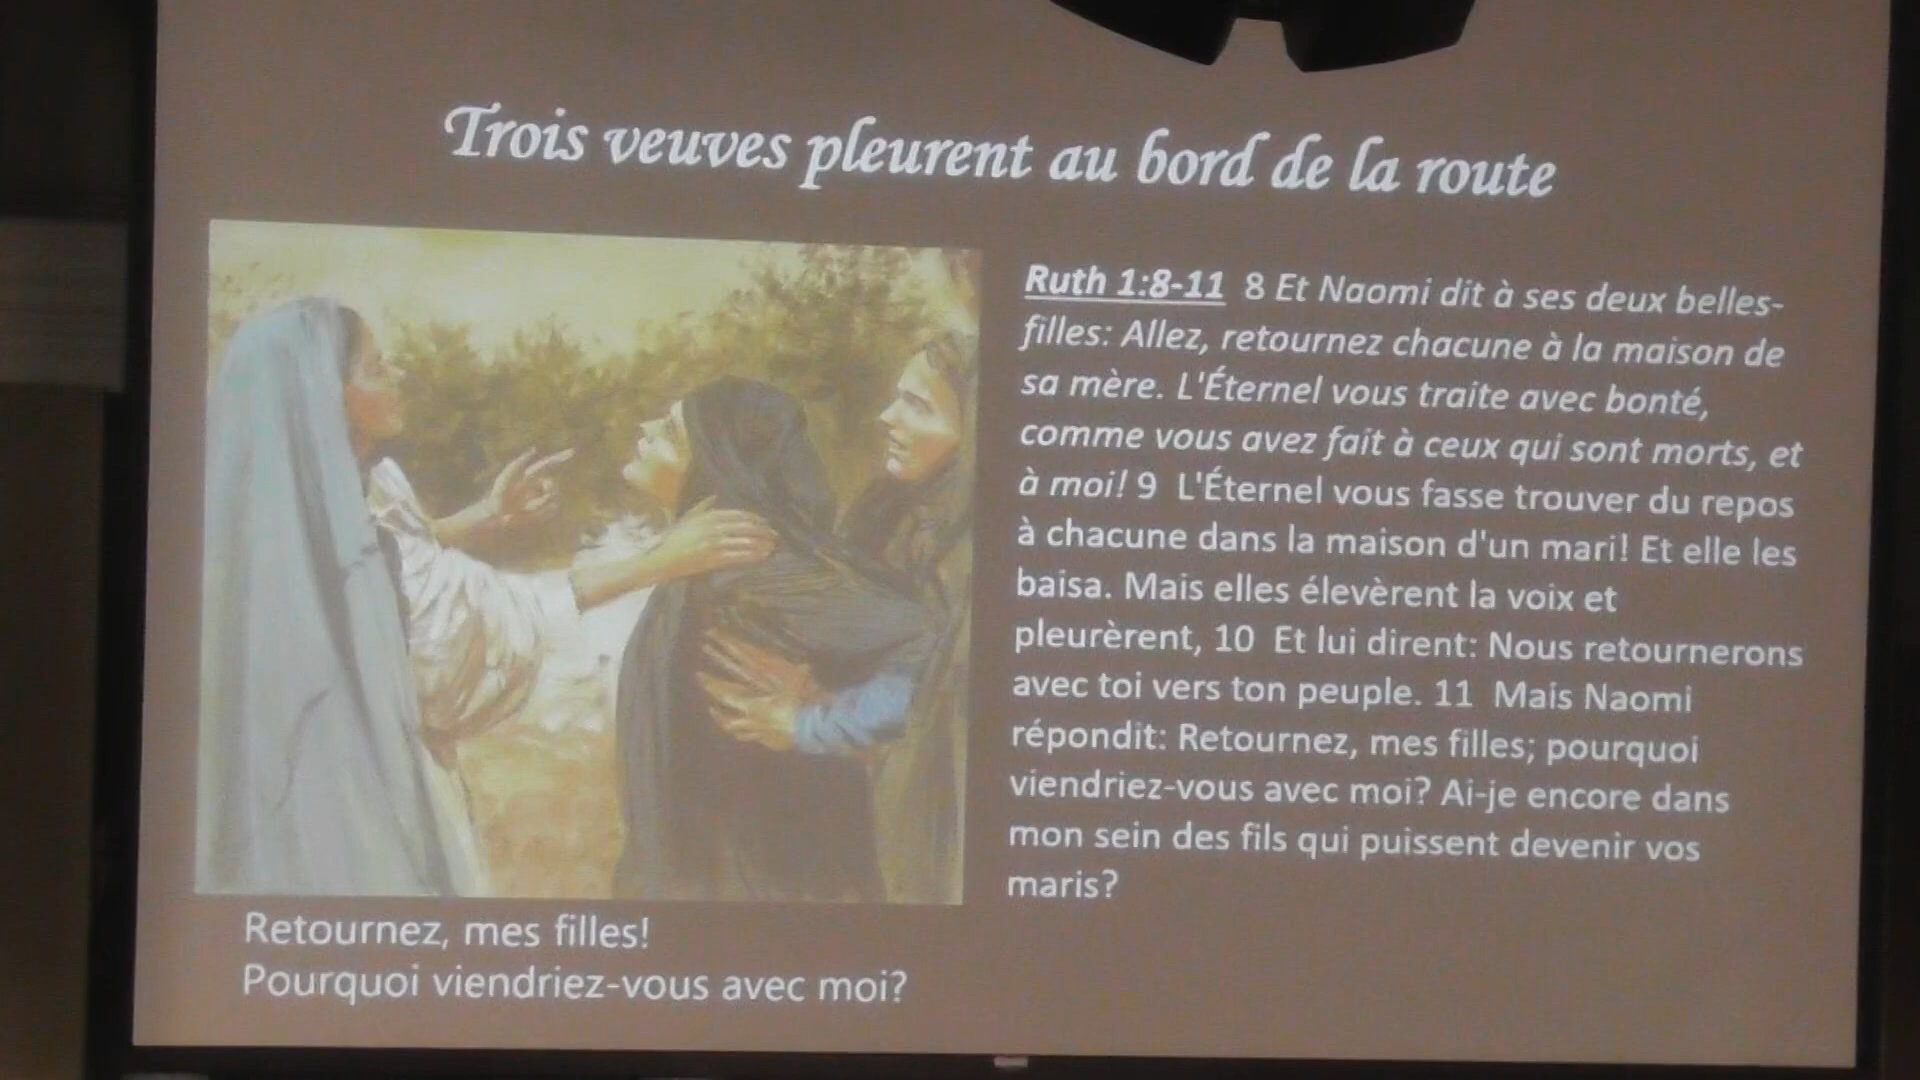 Trois veuves pleurent au bord de la route
Ruth 1:8-11 8 Et Naomi dit à ses deux belles-
filles: Allez, retournez chacune à la maison de
sa mère. L'Éternel vous traite avec bonté,
comme vous avez fait à ceux qui sont morts, et
à moi! 9 L'Éternel vous fasse trouver du repos
à chacune dans la maison d'un mari! Et elle les
baisa. Mais elles élevèrent la voix et
pleurèrent, 10 Et lui dirent: Nous retournerons
avec toi vers ton peuple. 11 Mais Naomi
répondit: Retournez, mes filles; pourquoi
viendriez-vous avec moi? Ai-je encore dans
mon sein des fils qui puissent devenir vos
maris?
Retournez, mes filles!
Pourquoi viendriez-vous avec moi?